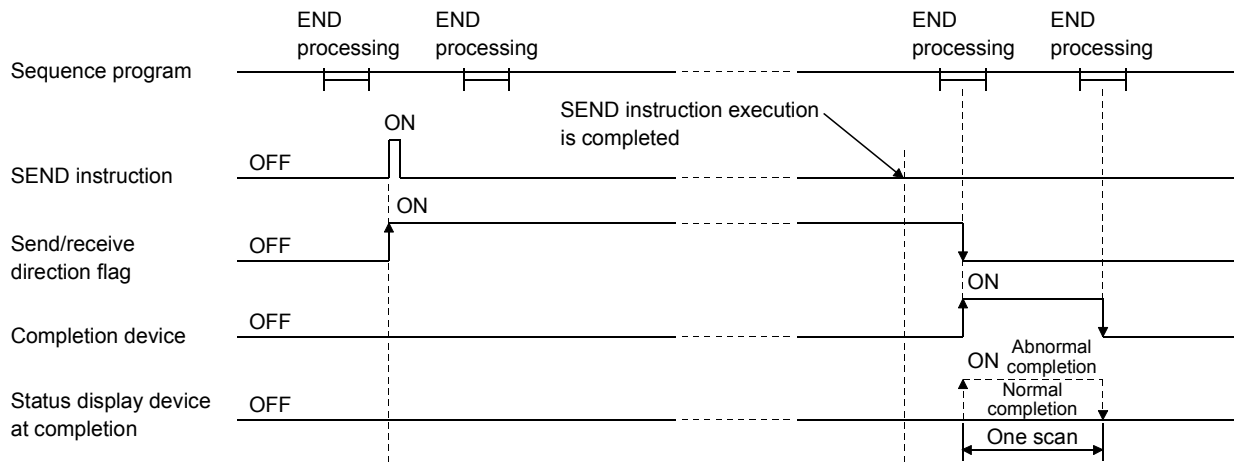 END
processing
END
processing
END
processing
END
processing
Sequence program
SEND instruction execution
is completed
ON
OFF
SEND instruction
ON
OFF
Send/receive
direction flag
ON
OFF
Completion device
ON
Abnormal
completion
OFF
Status display device
at completion
Normal
completion
One scan